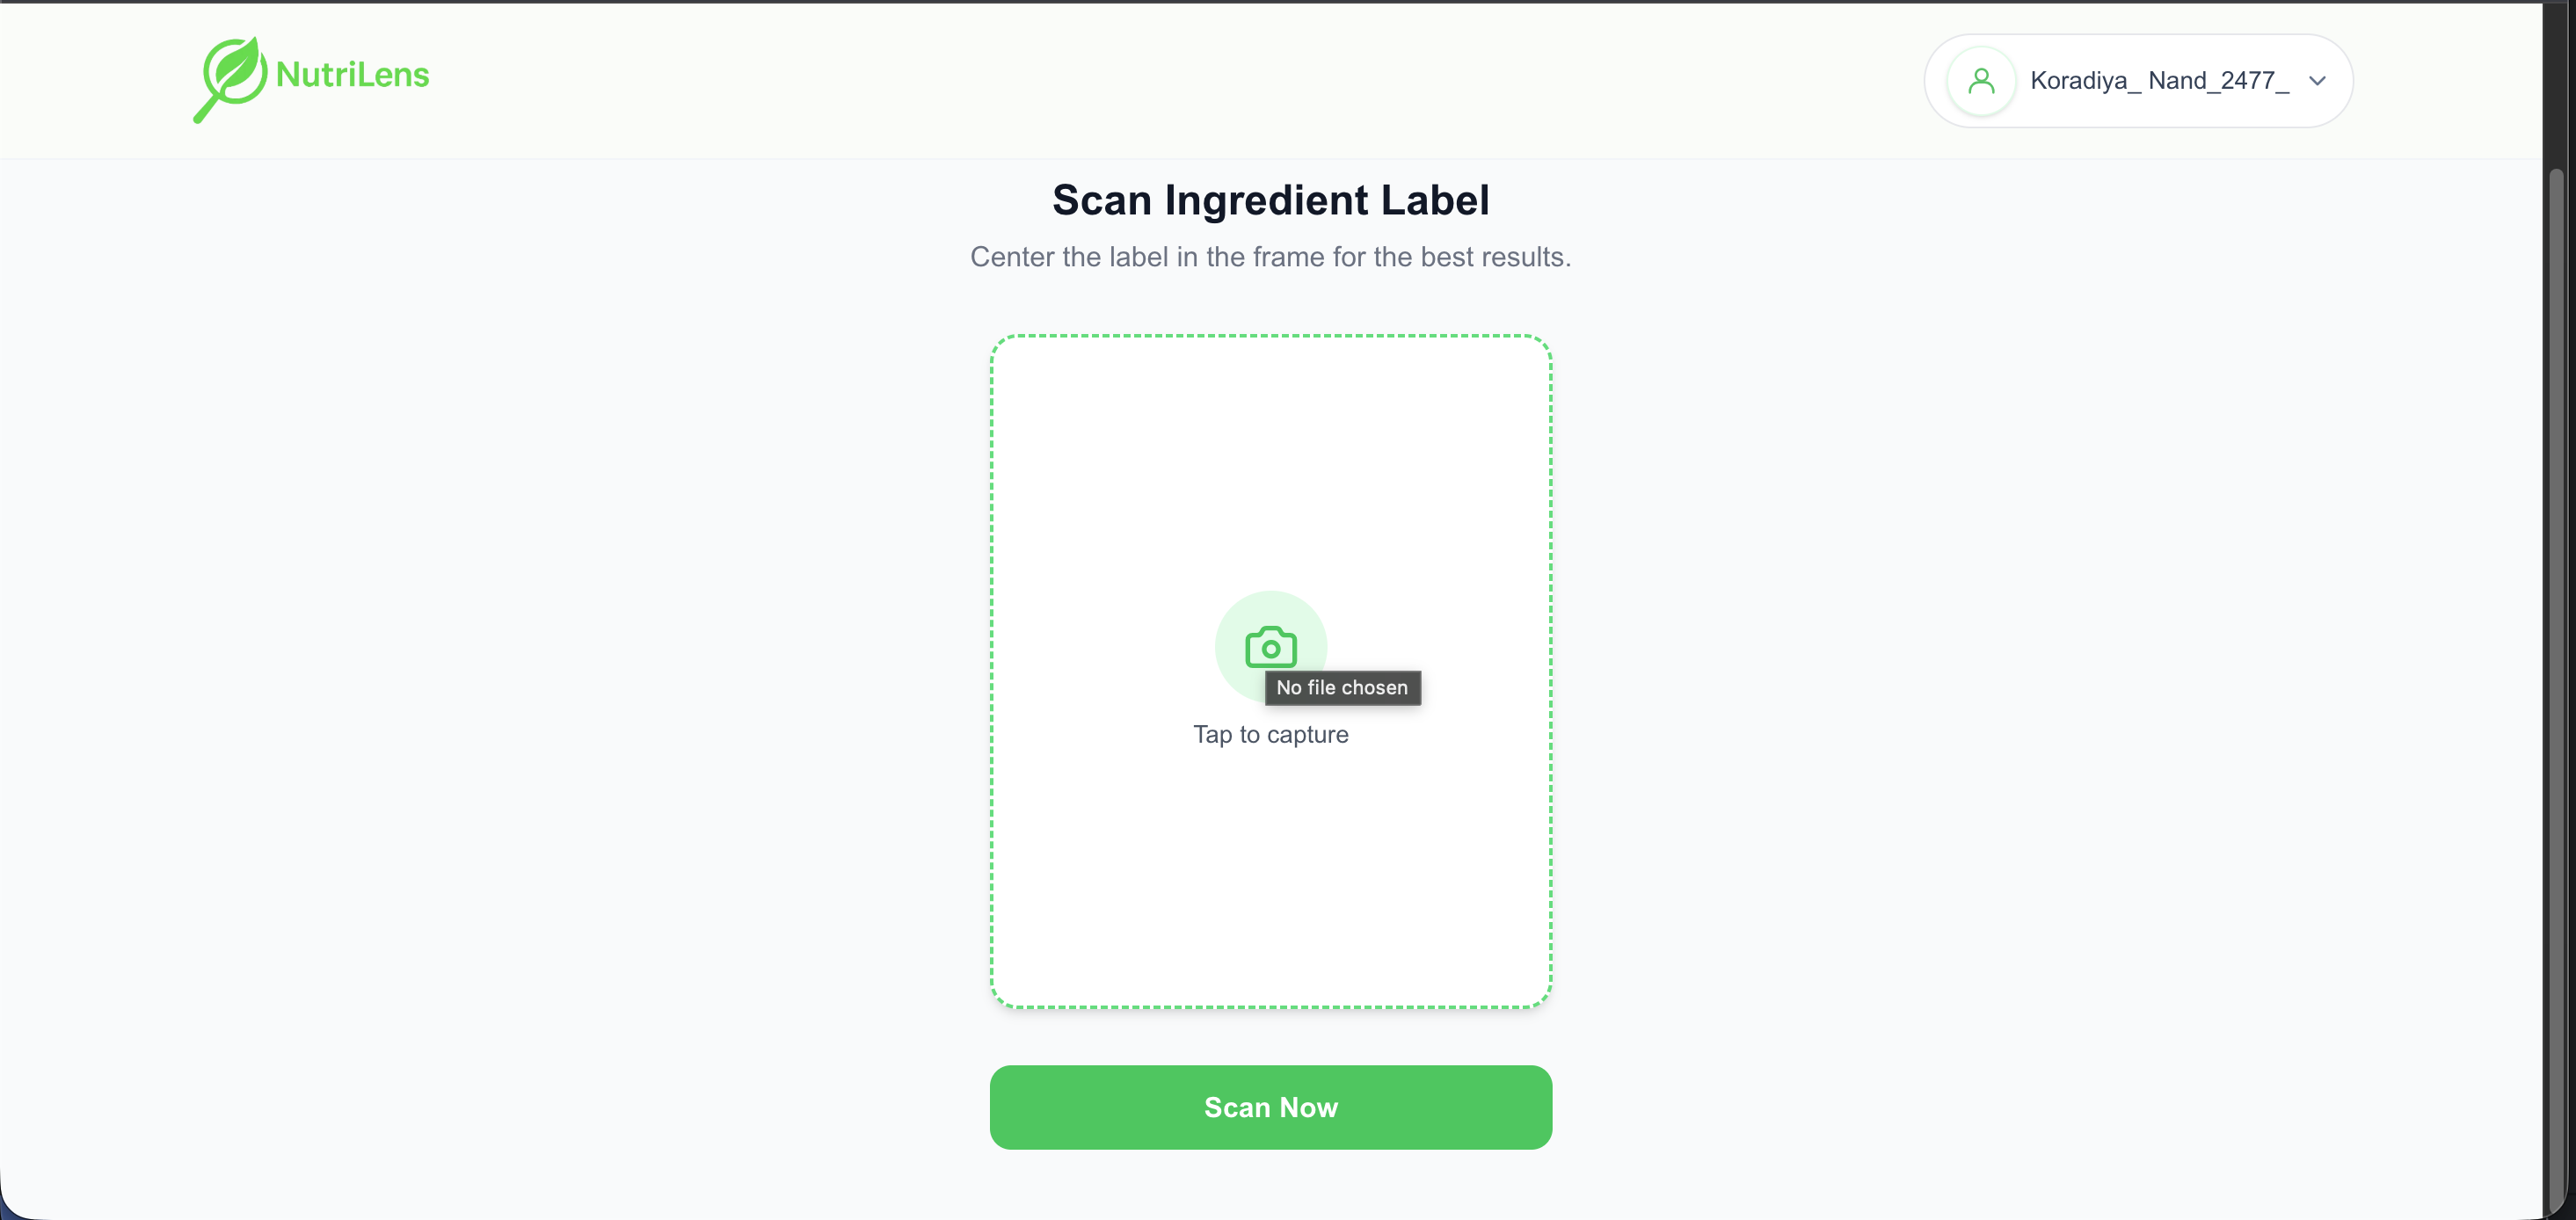 NutriLens
Koradiya_ Nand_2477_
Scan Ingredient Label
Center the label in the frame for the best results.
No file chosen
Tap to capture
Scan Now